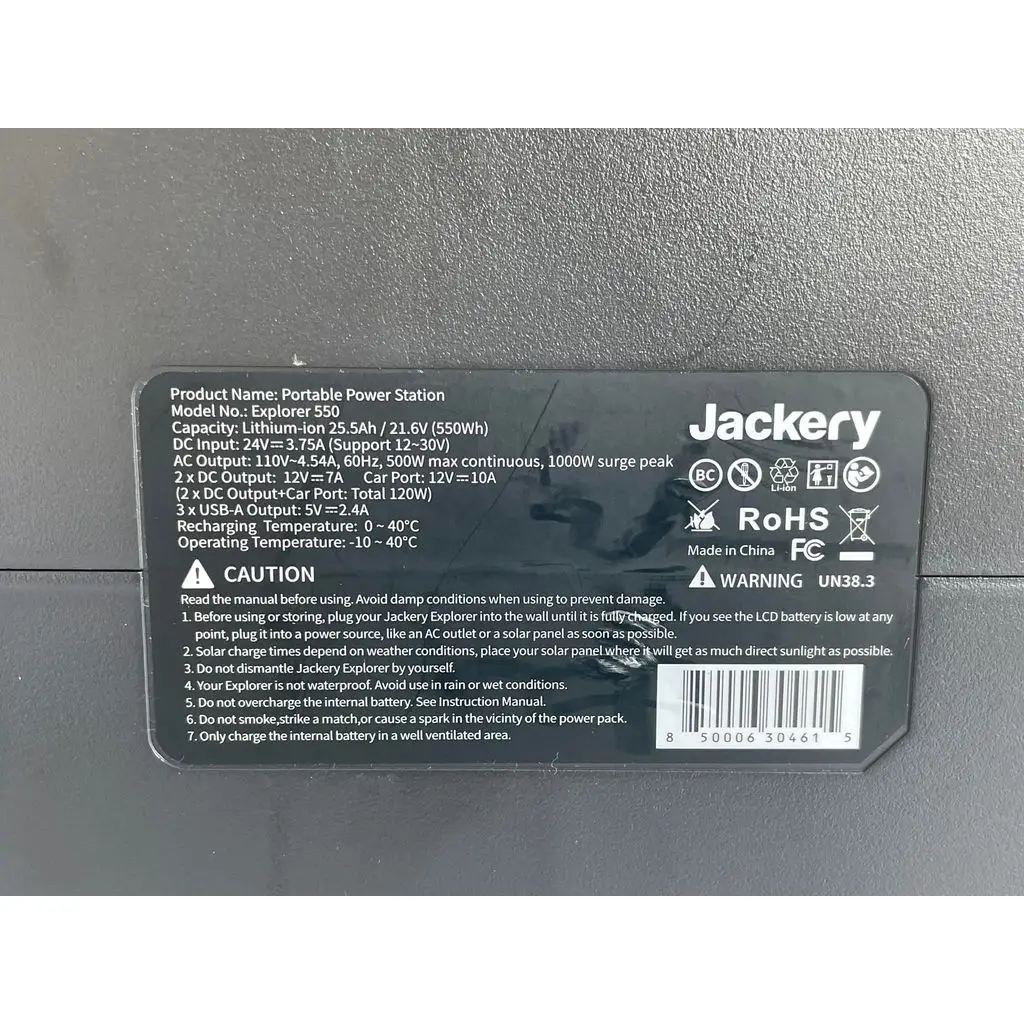 Product Name: Portable Power Station
Model No.: Explorer 550
Capacity: Lithium-ion 25.5Ah / 21.6V (550Wh)
DC Input: 24V⎓3.75A (Support 12~30V)
AC Output: 110V~4.54A, 60Hz, 500W max continuous, 1000W surge peak
2 x DC Output: 12V⎓7A Car Port: 12V⎓10A
(2 x DC Output+Car Port: Total 120W)
3 x USB-A Output: 5V⎓2.4A
Recharging Temperature: 0 ~ 40°C
Operating Temperature: -10 ~ 40°C
Jackery
BC
Li-ion
RoHS
Made in China FC
WARNING UN38.3
CAUTION
Read the manual before using. Avoid damp conditions when using to prevent damage.
1. Before using or storing, plug your Jackery Explorer into the wall until it is fully charged. If you see the LCD battery is low at any
point, plug it into a power source, like an AC outlet or a solar panel as soon as possible.
2. Solar charge times depend on weather conditions, place your solar panel where it will get as much direct sunlight as possible.
3. Do not dismantle Jackery Explorer by yourself.
4. Your Explorer is not waterproof. Avoid use in rain or wet conditions.
5. Do not overcharge the internal battery. See Instruction Manual.
6. Do not smoke,strike a match,or cause a spark in the vicinty of the power pack.
7. Only charge the internal battery in a well ventilated area.
8 50006 30461 5